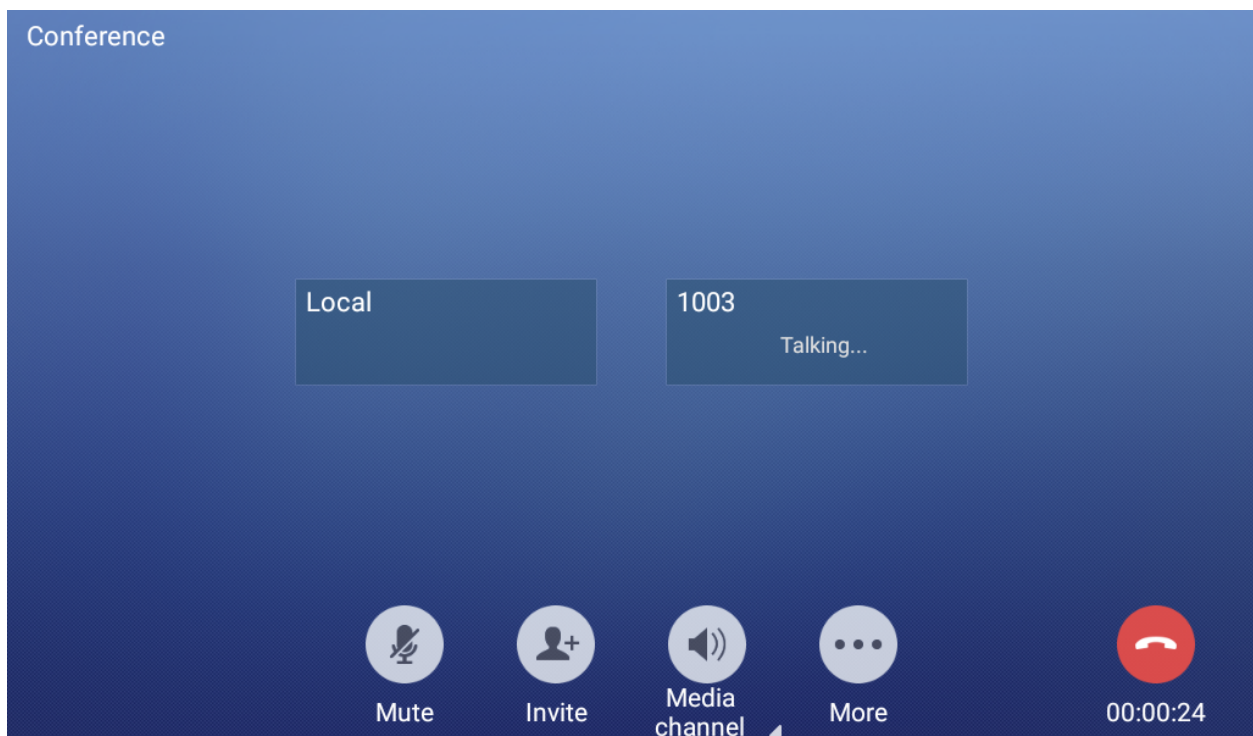 Conference
Local
1003
Talking...
Mute
Invite
Media
channel
More
00:00:24